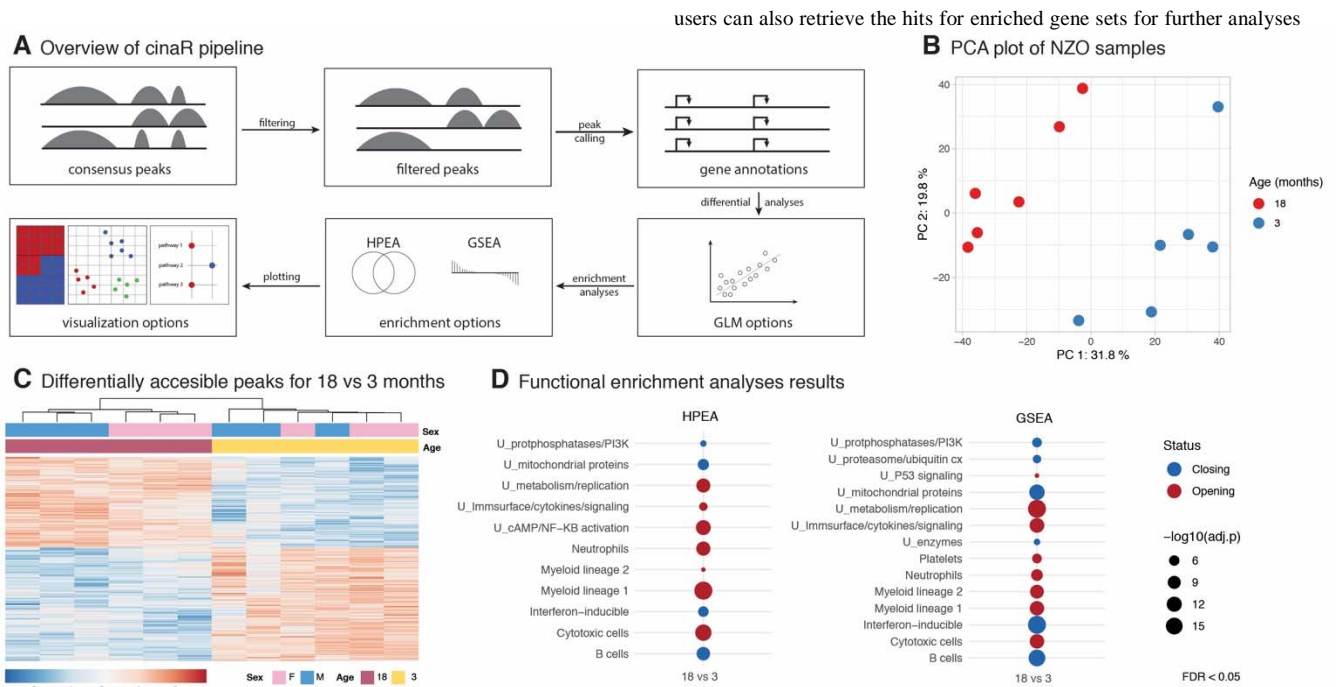 users can also retrieve the hits for enriched gene sets for further analyses
A Overview of cinaR pipeline
consensus peaks
filtering
filtered peaks
peak
calling
gene annotations
differential
analyses
GLM options
enrichment
analyses
HPEA
GSEA
enrichment options
plotting
pathway 1
pathway 2
pathway 3
visualization options
B PCA plot of NZO samples
PC 2: 19.8 %
40
20
0
−20
−40
−20
0
20
40
PC 1: 31.8 %
Age (months)
18
3
C Differentially accesible peaks for 18 vs 3 months
Sex
Age
Sex F M Age 18 3
D Functional enrichment analyses results
HPEA
U_protphosphatases/PI3K
U_mitochondrial proteins
U_metabolism/replication
U_Immsurface/cytokines/signaling
U_cAMP/NF−KB activation
Neutrophils
Myeloid lineage 2
Myeloid lineage 1
Interferon−inducible
Cytotoxic cells
B cells
18 vs 3
GSEA
U_protphosphatases/PI3K
U_proteasome/ubiquitin cx
U_P53 signaling
U_mitochondrial proteins
U_metabolism/replication
U_Immsurface/cytokines/signaling
U_enzymes
Platelets
Neutrophils
Myeloid lineage 2
Myeloid lineage 1
Interferon−inducible
Cytotoxic cells
B cells
18 vs 3
Status
Closing
Opening
−log10(adj.p)
6
9
12
15
FDR < 0.05